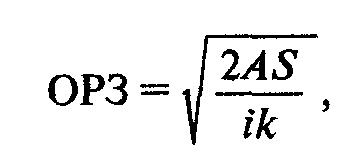 ОРЗ = √(2AS / ik),